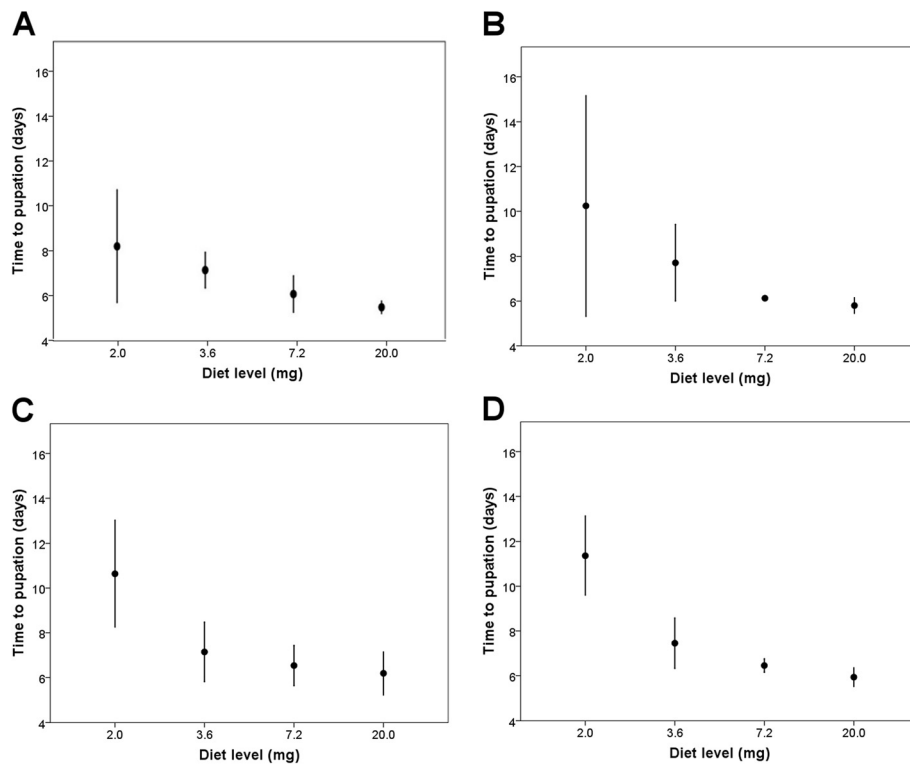 A
Time to pupation (days)
16
14
12
10
8
6
4
2.0 3.6 7.2 20.0
Diet level (mg)
B
Time to pupation (days)
16
14
12
10
8
6
4
2.0 3.6 7.2 20.0
Diet level (mg)
C
Time to pupation (days)
16
14
12
10
8
6
4
2.0 3.6 7.2 20.0
Diet level (mg)
D
Time to pupation (days)
16
14
12
10
8
6
4
2.0 3.6 7.2 20.0
Diet level (mg)